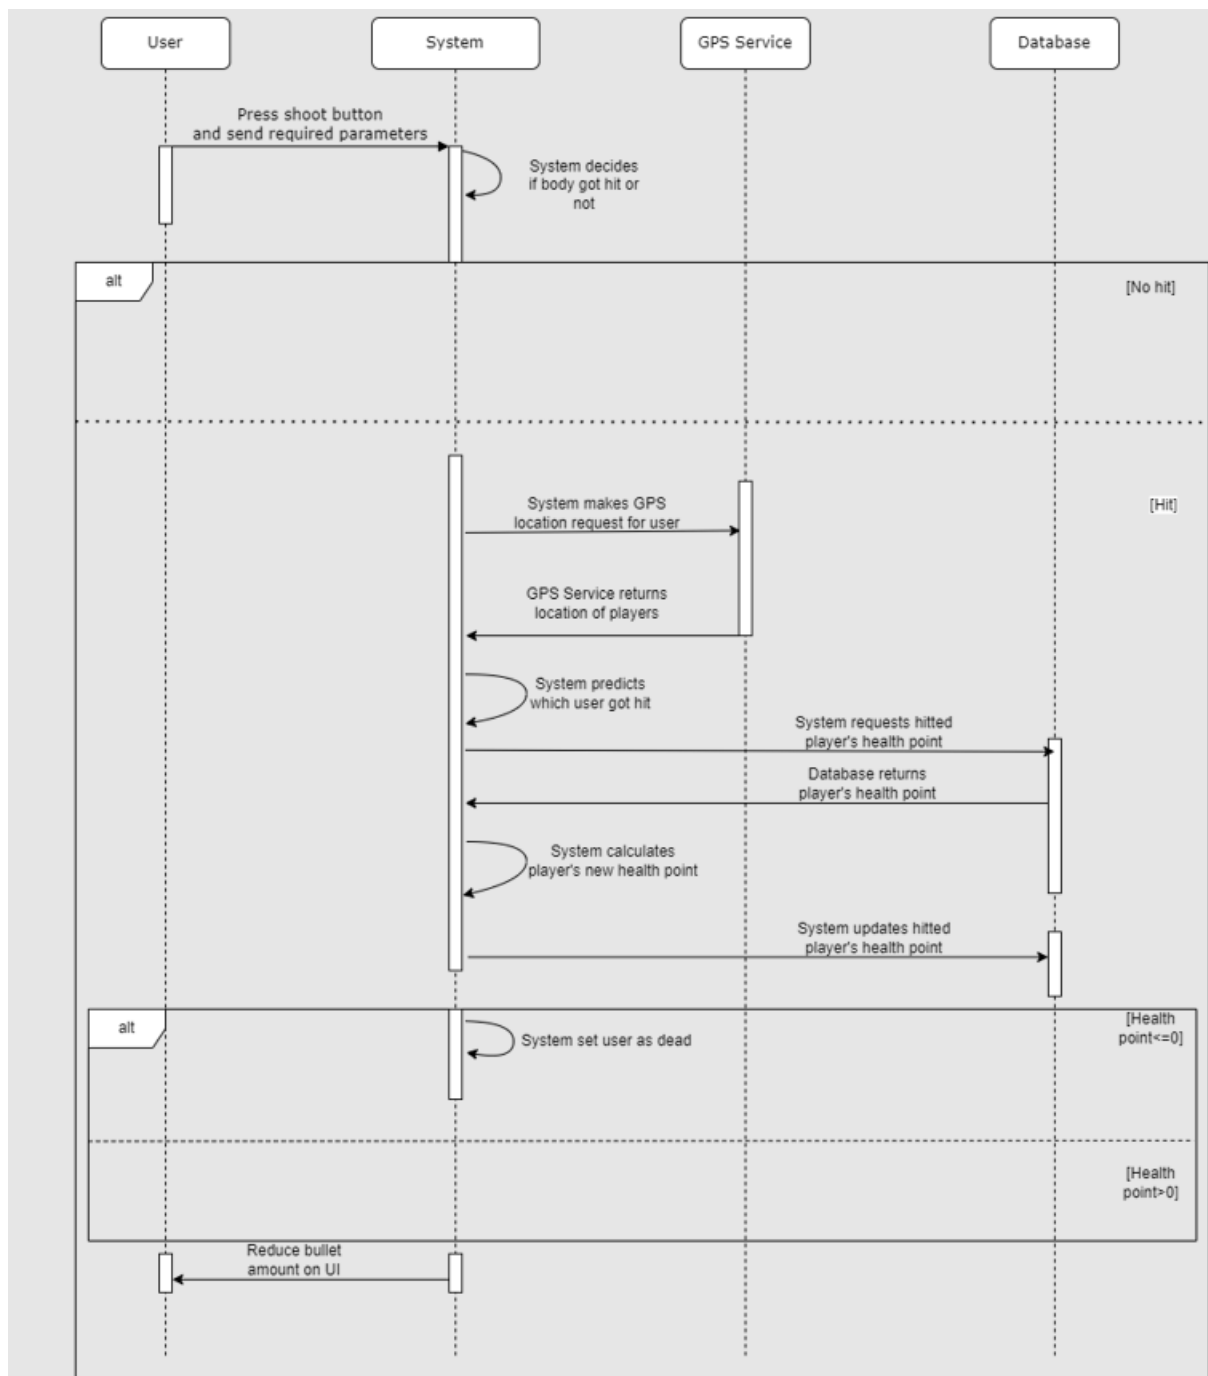 User
System
GPS Service
Database
Press shoot button
and send required parameters
System decides
if body got hit or
not
alt
[No hit]
[Hit]
System makes GPS
location request for user
GPS Service returns
location of players
System predicts
which user got hit
System requests hitted
player's health point
Database returns
player's health point
System calculates
player's new health point
System updates hitted
player's health point
alt
[Health
point<=0]
System set user as dead
[Health
point>0]
Reduce bullet
amount on UI